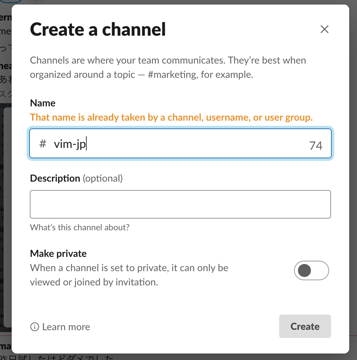 Create a channel
Channels are where your team communicates. They're best when
organized around a topic — #marketing, for example.
Name
That name is already taken by a channel, username, or user group.
# vim-jp 74
Description (optional)
What's this channel about?
Make private
When a channel is set to private, it can only be
viewed or joined by invitation.
Learn more
Create